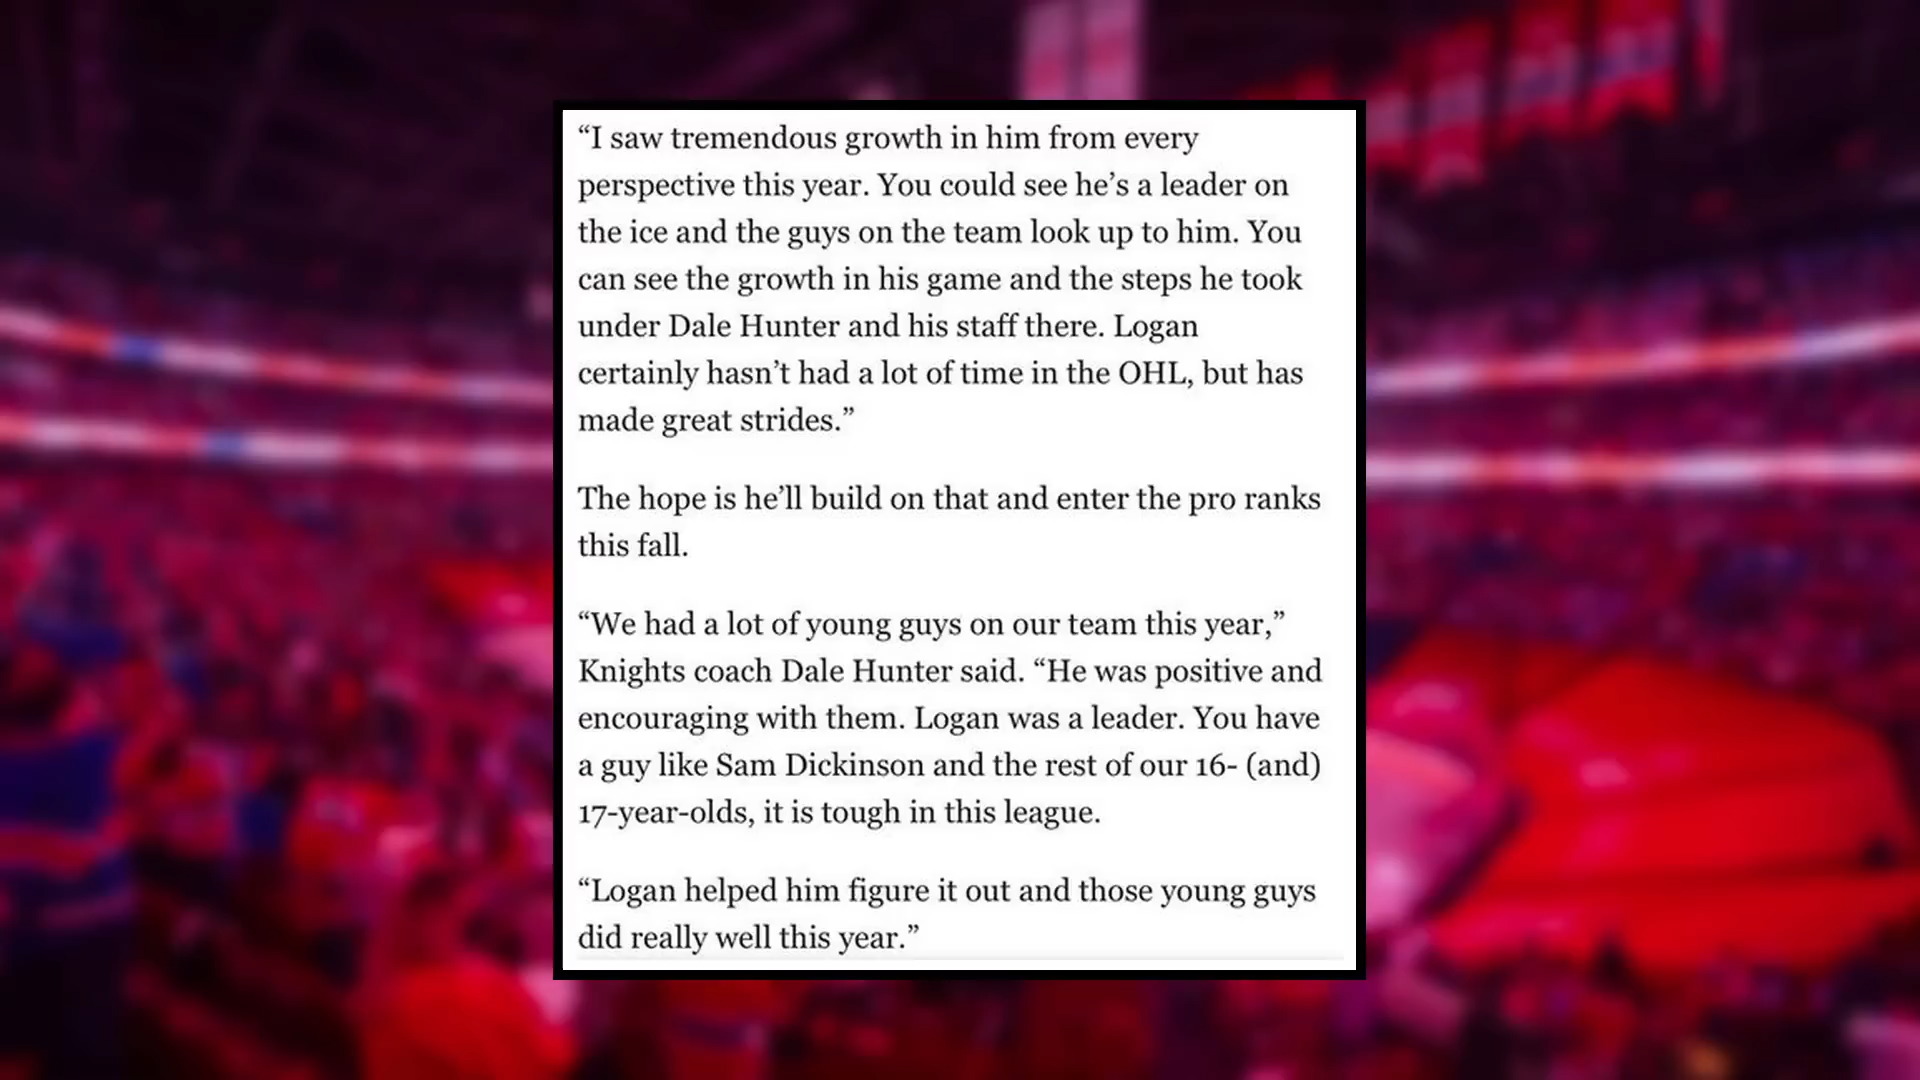 “I saw tremendous growth in him from every
perspective this year. You could see he’s a leader on
the ice and the guys on the team look up to him. You
can see the growth in his game and the steps he took
under Dale Hunter and his staff there. Logan
certainly hasn’t had a lot of time in the OHL, but has
made great strides.”
The hope is he’ll build on that and enter the pro ranks
this fall.
“We had a lot of young guys on our team this year,”
Knights coach Dale Hunter said. “He was positive and
encouraging with them. Logan was a leader. You have
a guy like Sam Dickinson and the rest of our 16- (and)
17-year-olds, it is tough in this league.
“Logan helped him figure it out and those young guys
did really well this year.”